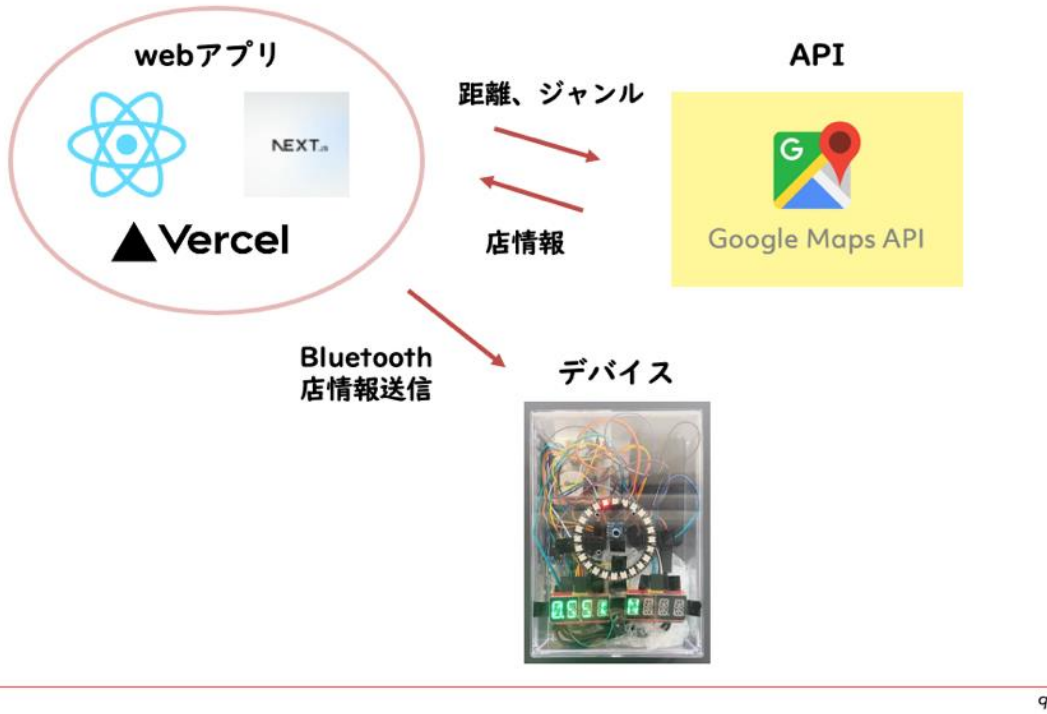 webアプリ
API
距離、ジャンル
NEXT.JS
G
Vercel
店情報
Google Maps API
Bluetooth
店情報送信
デバイス
9